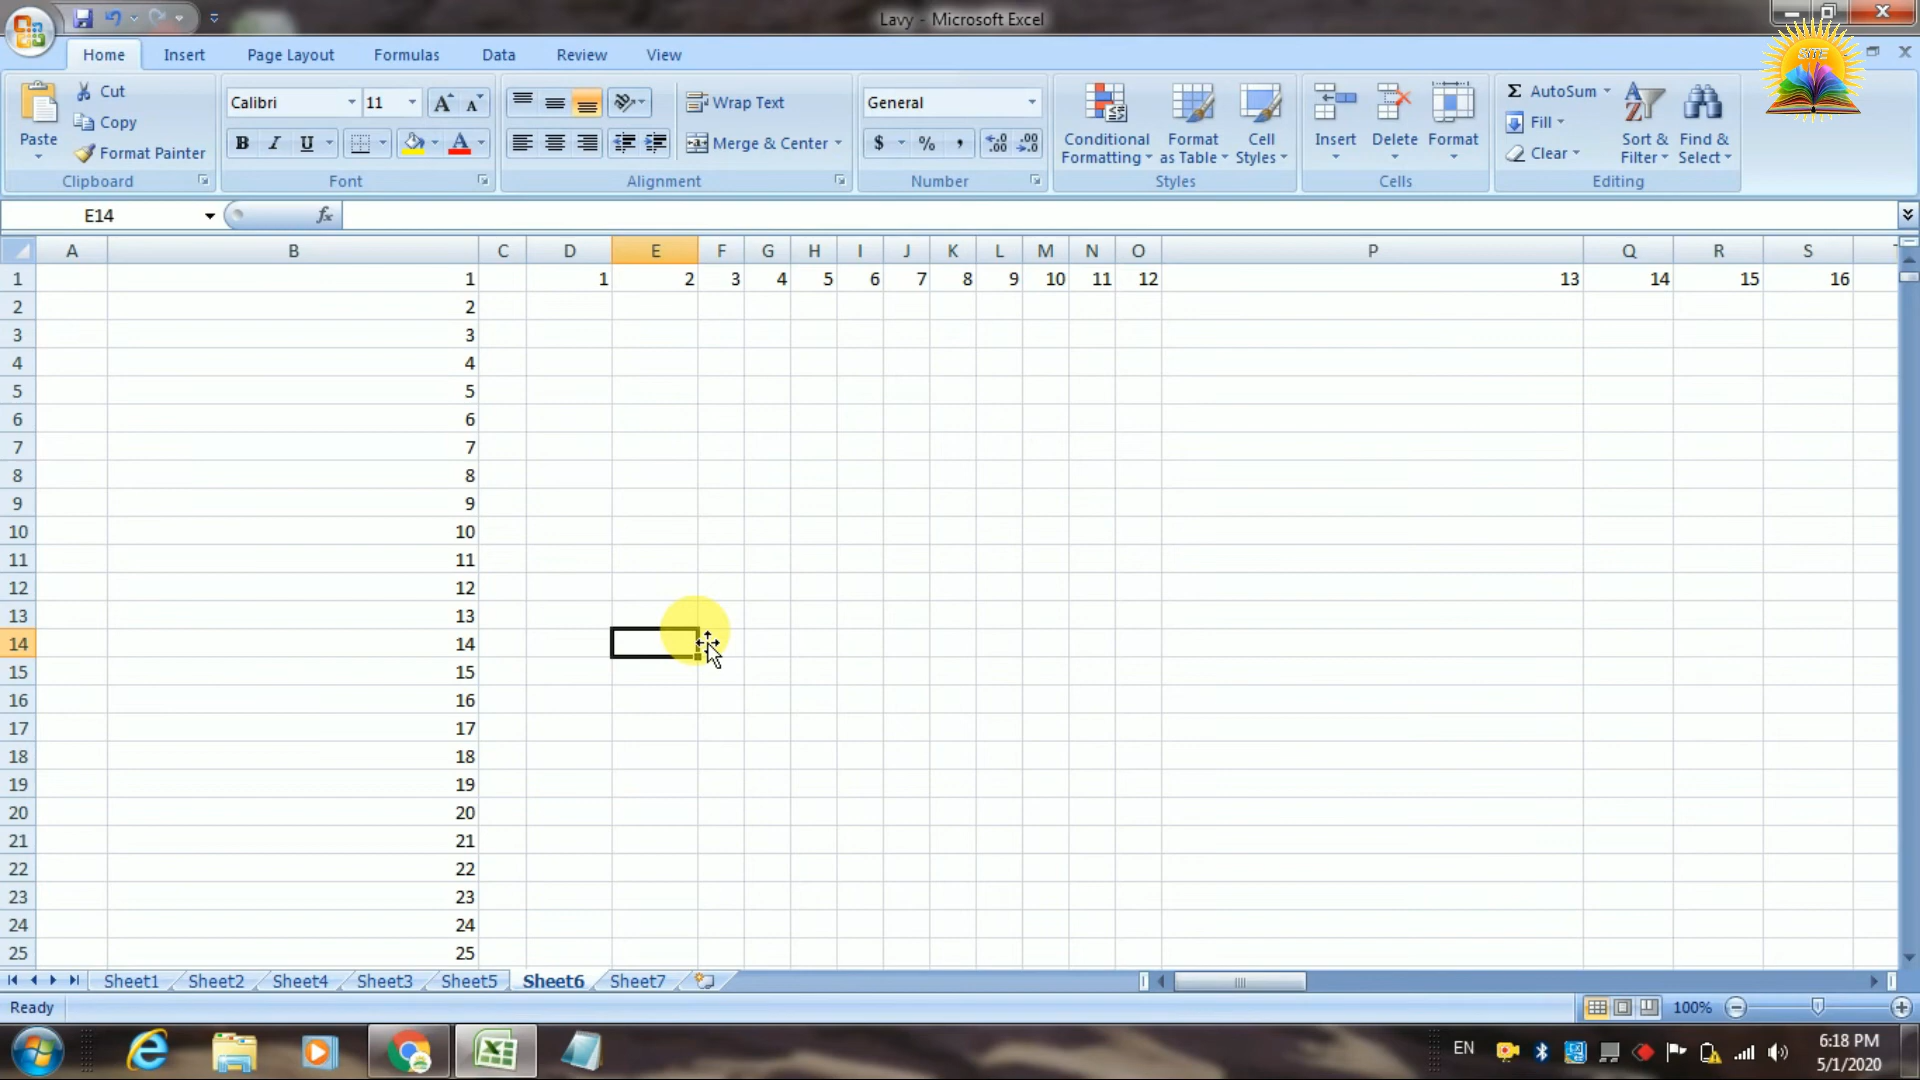 Lavy - Microsoft Excel
SITE
Home Insert Page Layout Formulas Data Review View
Paste
Cut
Copy
Format Painter
Clipboard
Calibri 11
B I U A
Font
Wrap Text
Merge & Center
Alignment
General
$ % ,
Number
Conditional Formatting
Format as Table
Cell Styles
Styles
Insert Delete Format
Cells
AutoSum
Fill
Clear
Sort & Filter
Find & Select
Editing
E14 fx
A B C D E F G H I J K L M N O P Q R S
1 1 1 2 3 4 5 6 7 8 9 10 11 12 13 14 15 16
2 2
3 3
4 4
5 5
6 6
7 7
8 8
9 9
10 10
11 11
12 12
13 13
14 14
15 15
16 16
17 17
18 18
19 19
20 20
21 21
22 22
23 23
24 24
25 25
Sheet1 Sheet2 Sheet4 Sheet3 Sheet5 Sheet6 Sheet7
Ready 100%
EN 6:18 PM
5/1/2020